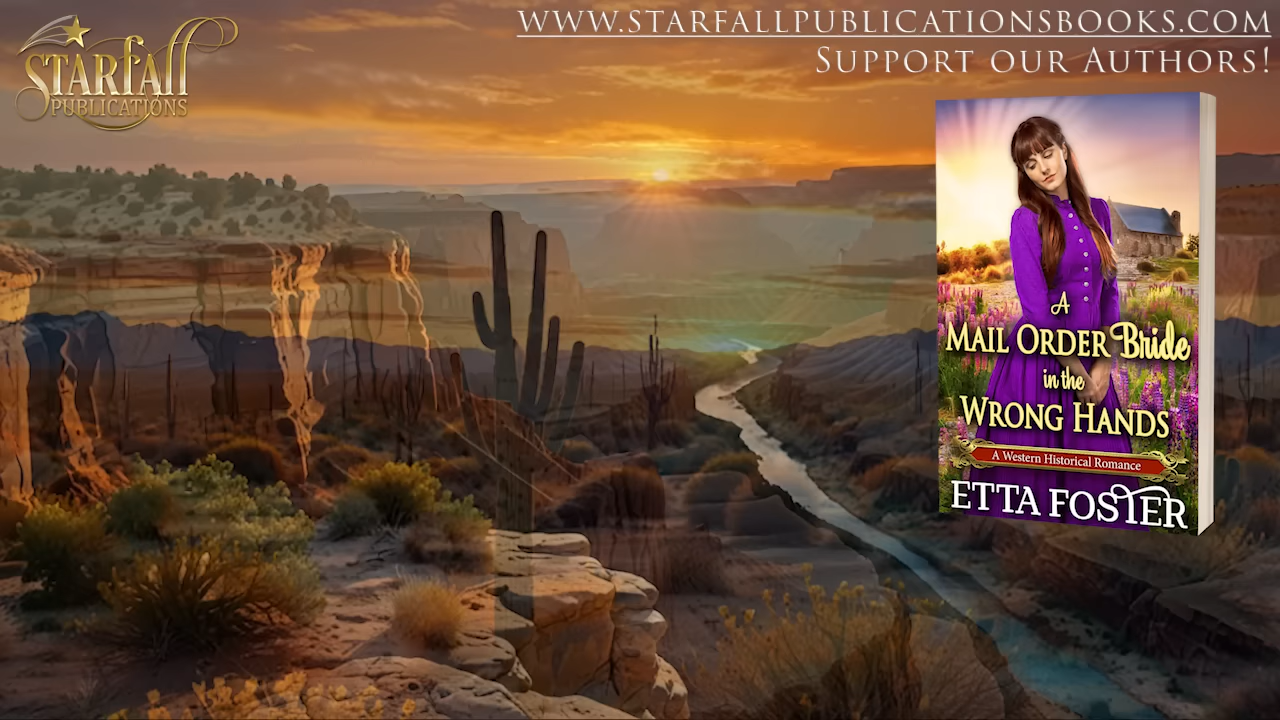 STARfall
PUBLICATIONS
WWW.STARFALLPUBLICATIONSBOOKS.COM
SUPPORT OUR AUTHORS!
A
MAIL ORDER Bride
in the
WRONG HANDS
A Western Historical Romance
ETTA FOSTER